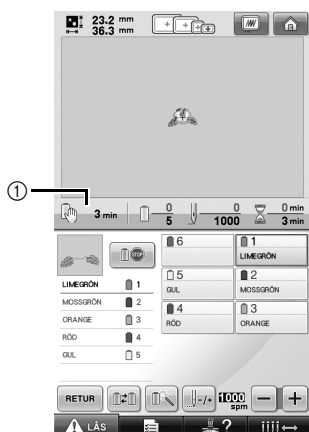 23.2 mm
36.3 mm
1
3 min
0
5
0
1000
0 min
3 min
STOP
LIMEGRÖN 1
MOSSGRÖN 2
ORANGE 3
RÖD 4
GUL 5
6
1
LIMEGRÖN
5
GUL
2
MOSSGRÖN
4
RÖD
3
ORANGE
RETUR
-/+
1000
spm
− +
LÅS
?